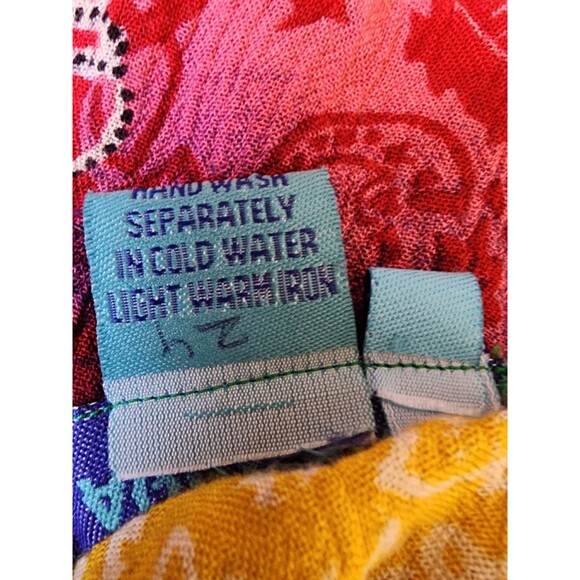 HAND WASH
SEPARATELY
IN COLD WATER
LIGHT WARM IRON